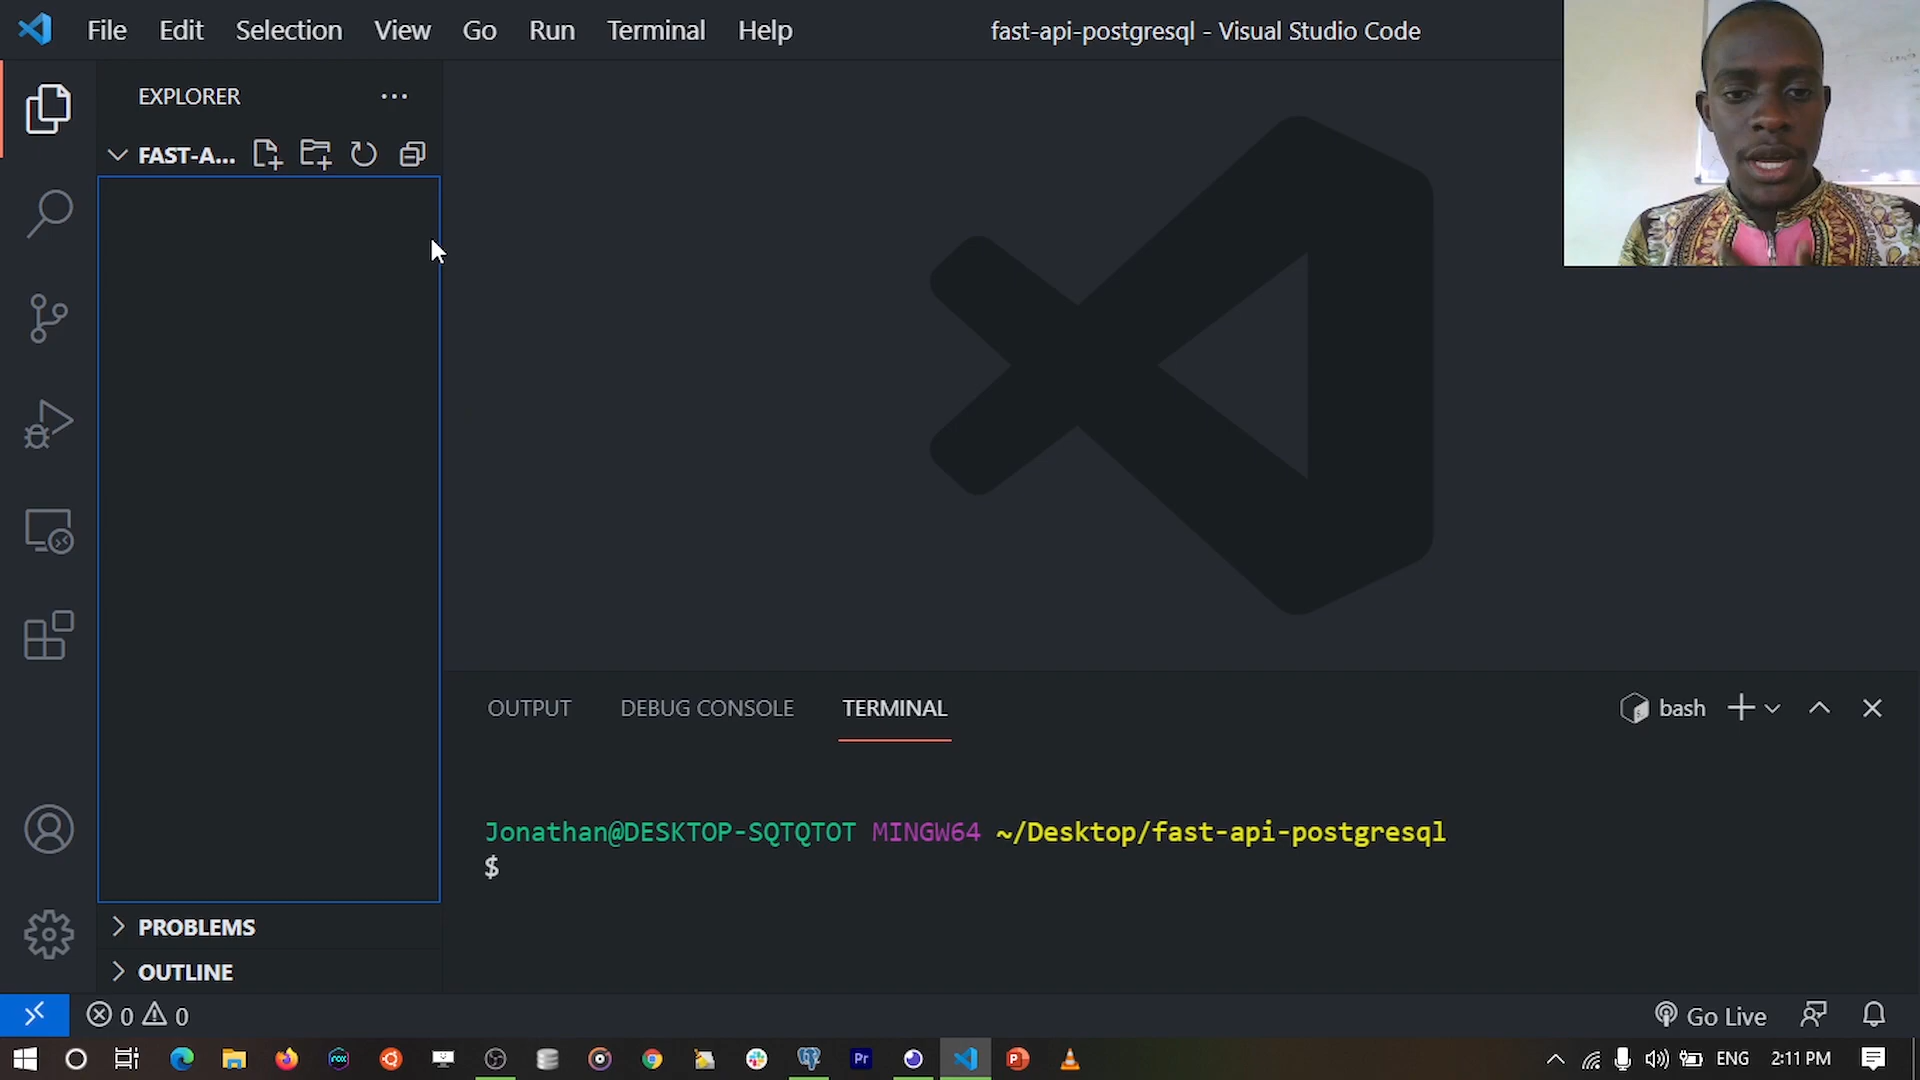 File Edit Selection View Go Run Terminal Help
fast-api-postgresql - Visual Studio Code
EXPLORER
FAST-A...
OUTPUT DEBUG CONSOLE TERMINAL
bash
Jonathan@DESKTOP-SQTQTOT MINGW64 ~/Desktop/fast-api-postgresql
$
PROBLEMS
OUTLINE
0 0
Go Live
rox
Pr
ENG 2:11 PM